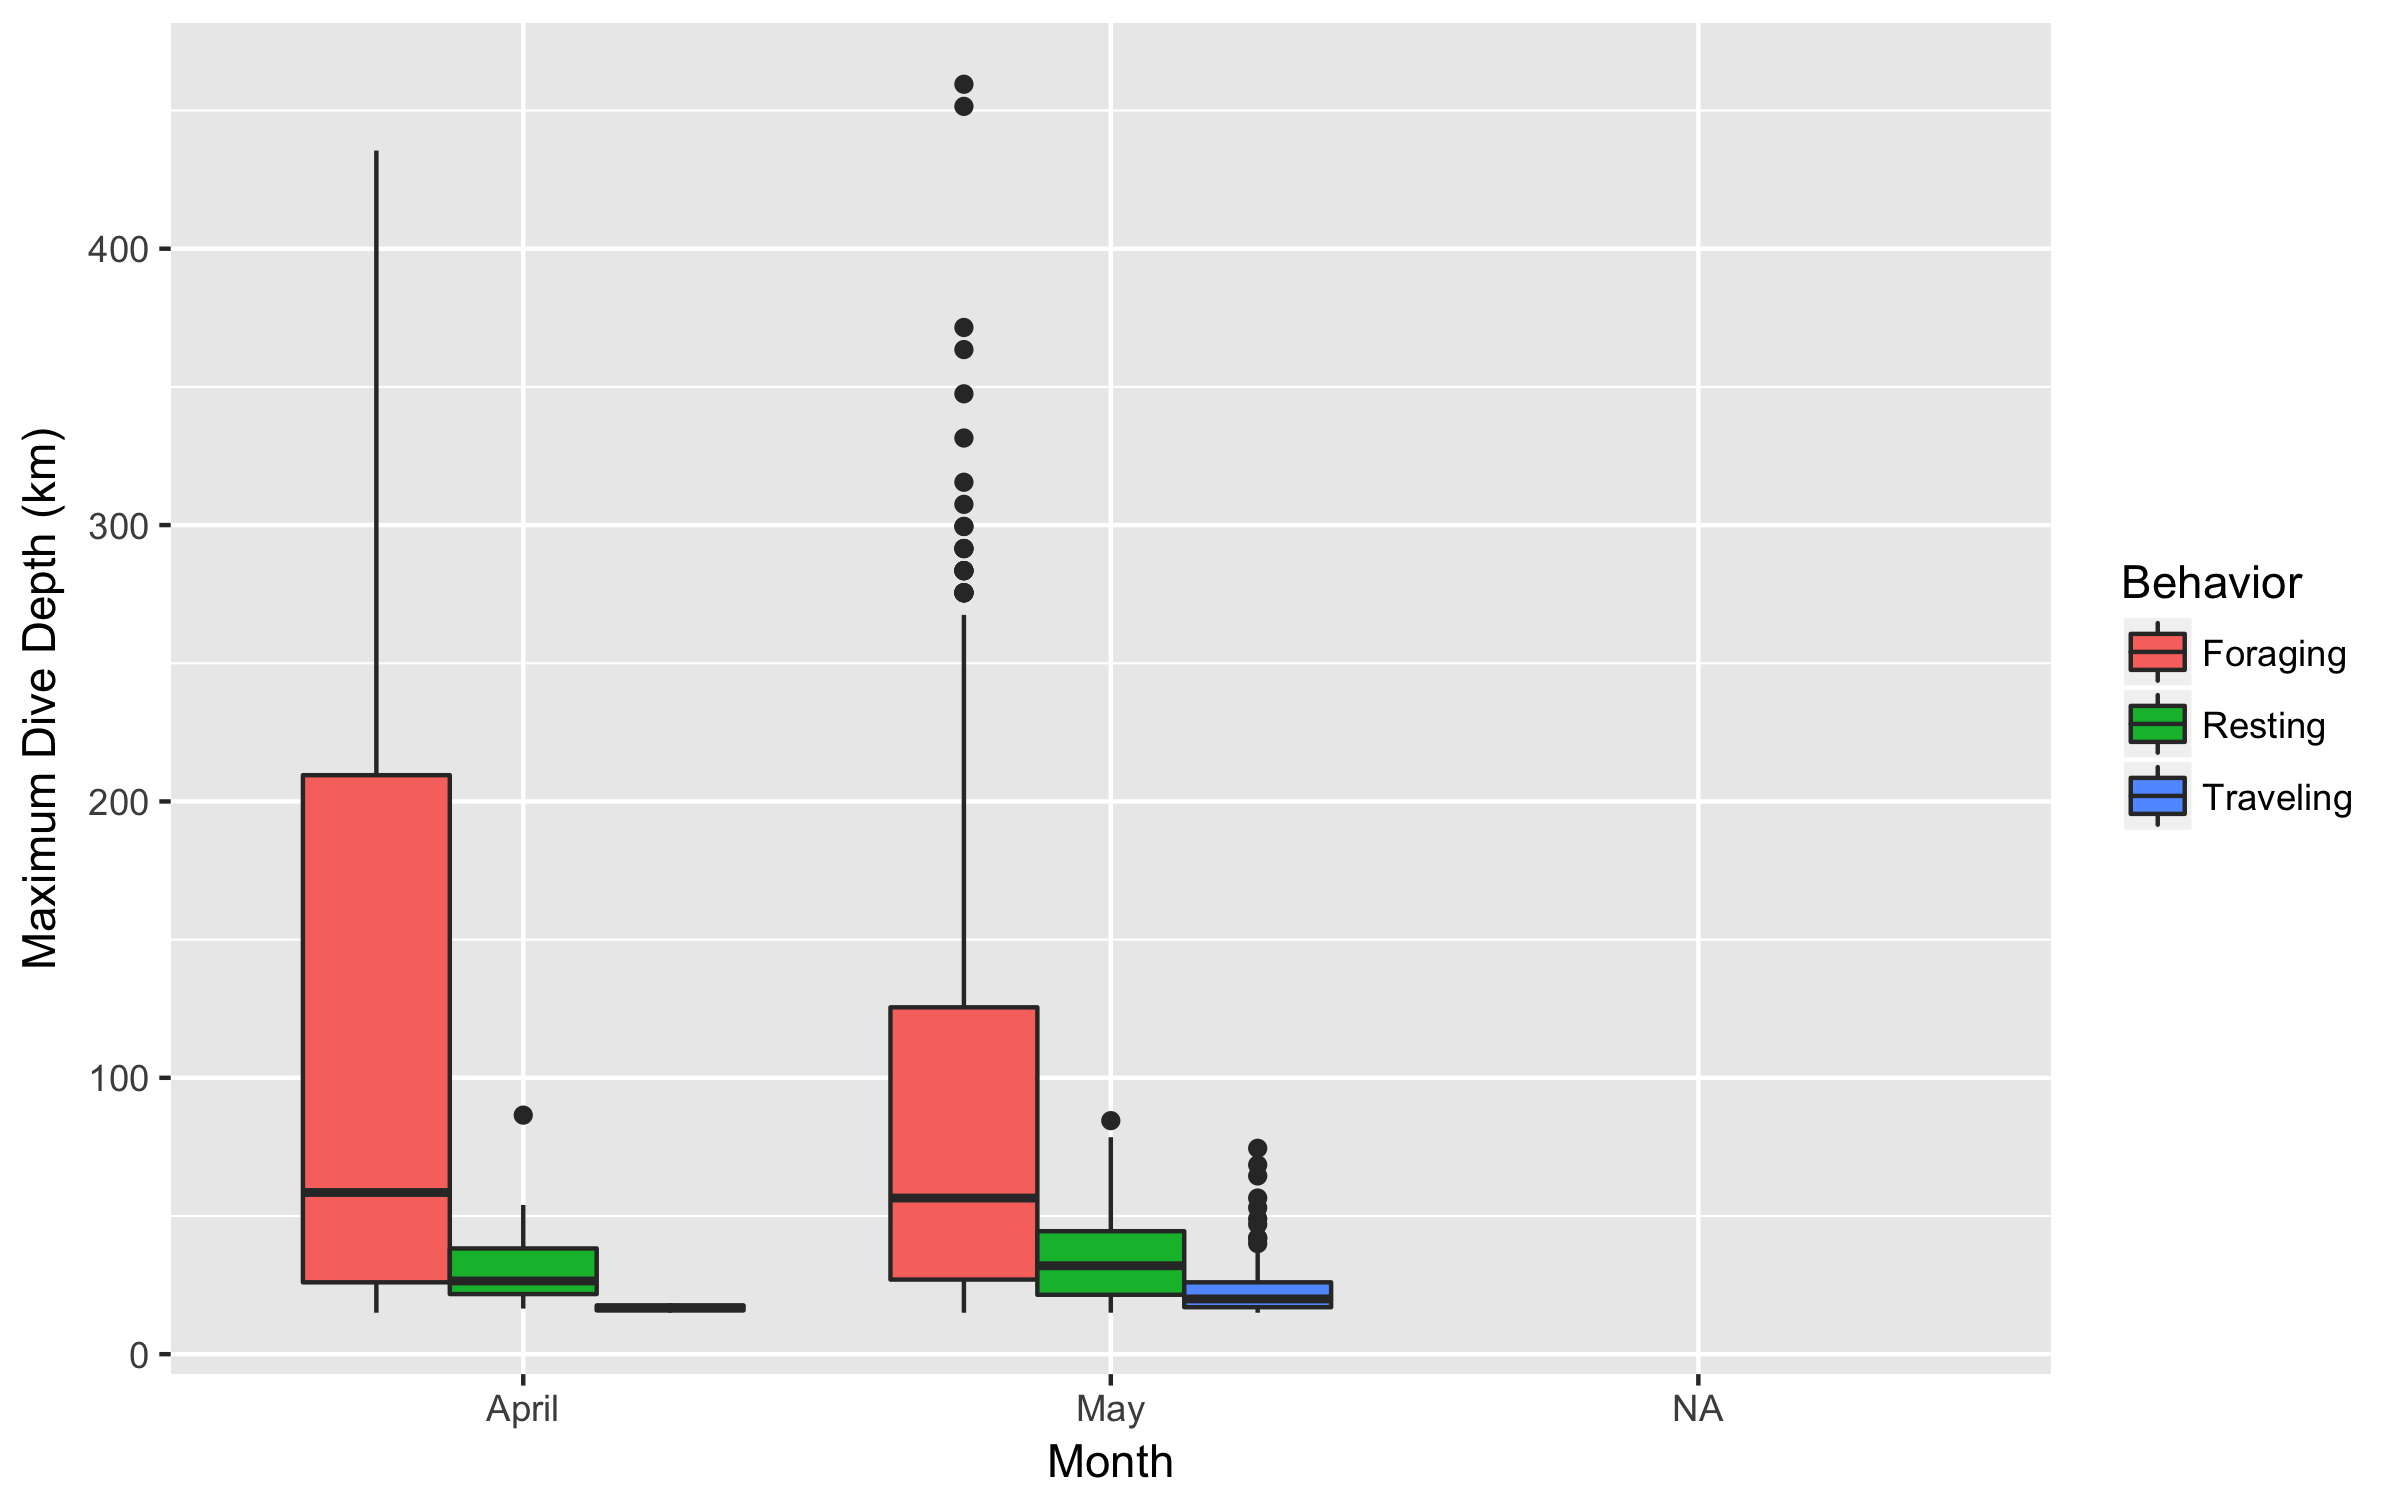 Maximum Dive Depth (km)
400
300
200
100
0
April
May
NA
Month
Behavior
Foraging
Resting
Traveling